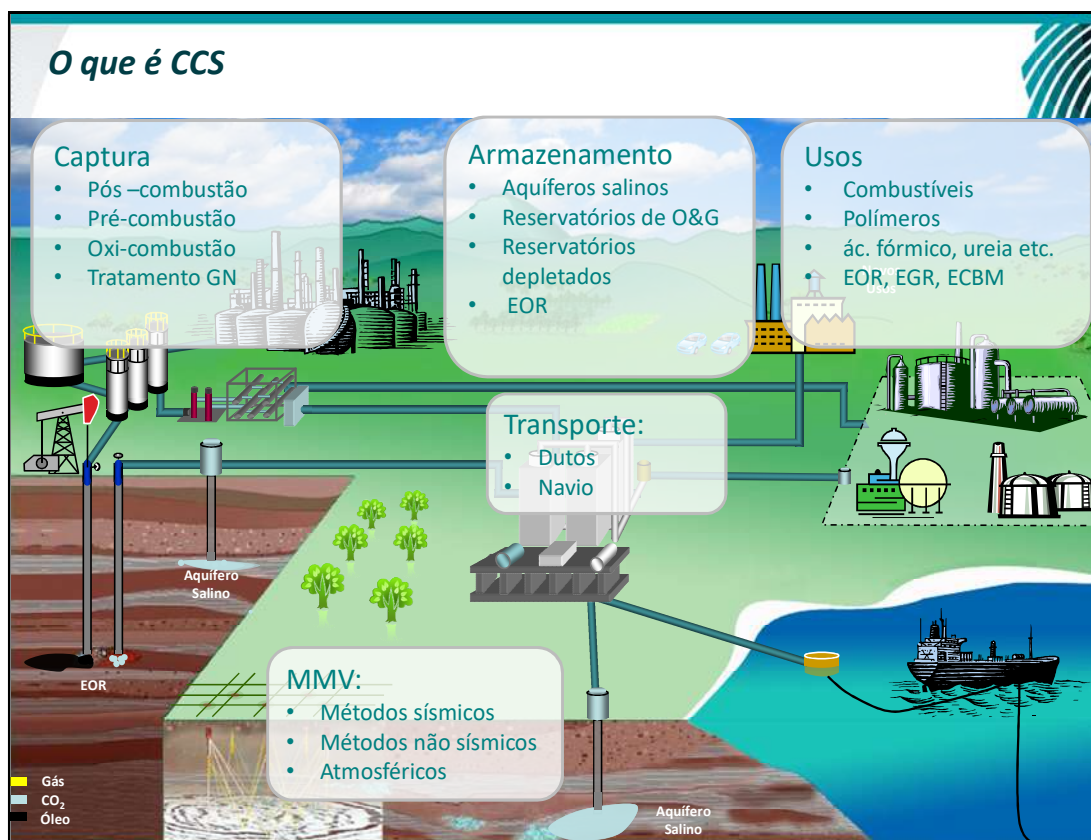 O que é CCS
Captura
• Pós –combustão
• Pré-combustão
• Oxi-combustão
• Tratamento GN
Armazenamento
• Aquíferos salinos
• Reservatórios de O&G
• Reservatórios
depletados
• EOR
Usos
• Combustíveis
• Polímeros
• ác. fórmico, ureia etc.
• EOR, EGR, ECBM
Usos
Transporte:
• Dutos
• Navio
Aquífero
Salino
EOR
MMV:
• Métodos sísmicos
• Métodos não sísmicos
• Atmosféricos
Gás
CO₂
Óleo
Aquífero
Salino